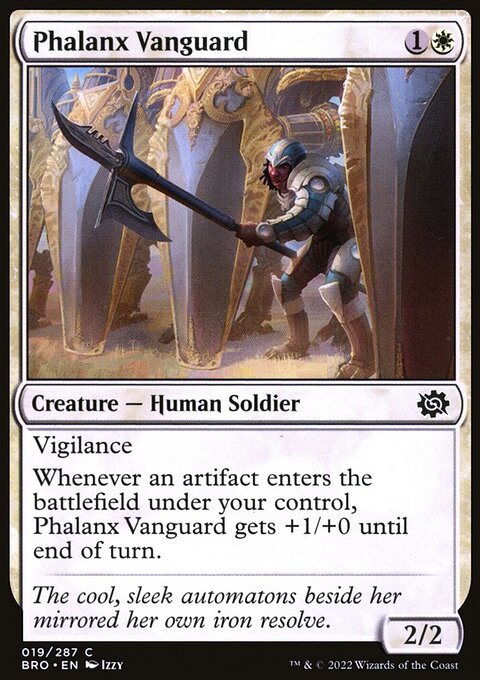 Phalanx Vanguard 1
Creature — Human Soldier
Vigilance
Whenever an artifact enters the
battlefield under your control,
Phalanx Vanguard gets +1/+0 until
end of turn.
The cool, sleek automatons beside her
mirrored her own iron resolve.
2/2
019/287 C
BRO • EN Izzy
™ & © 2022 Wizards of the Coast